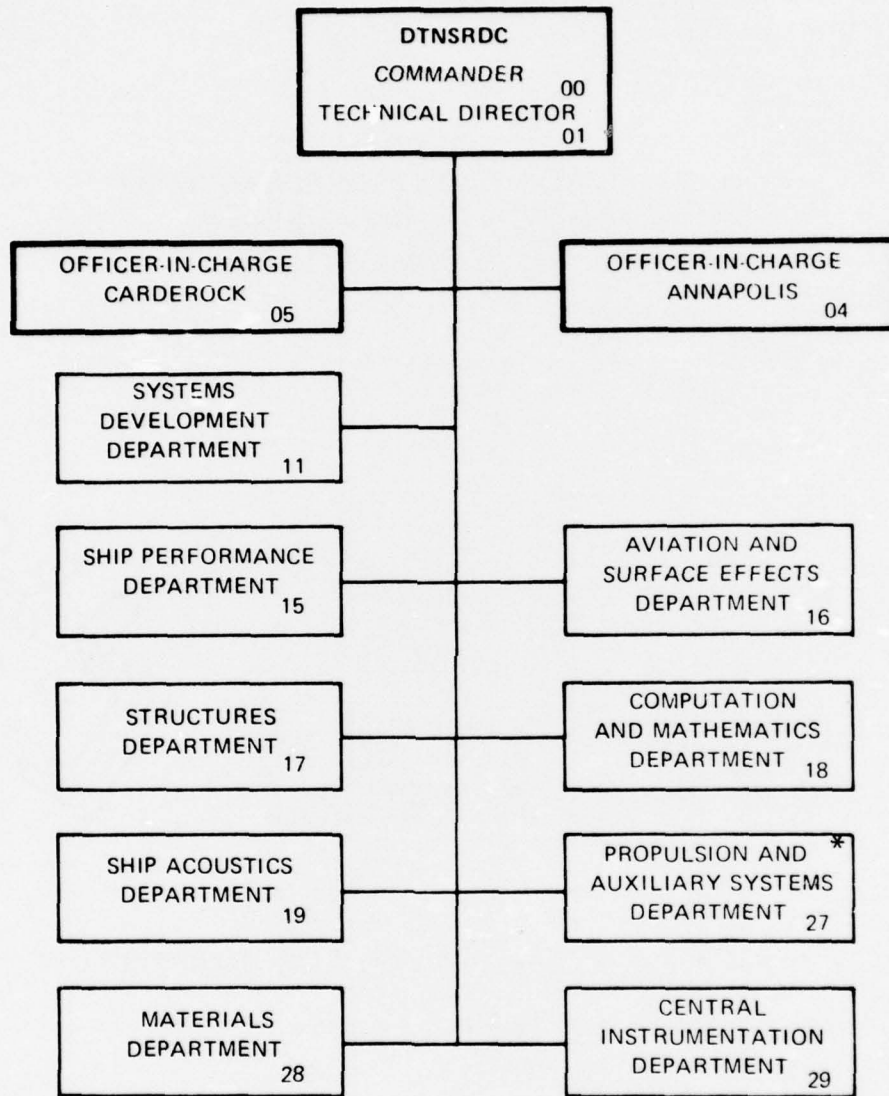 DTNSRDC
COMMANDER
00
TECHNICAL DIRECTOR
01
OFFICER-IN-CHARGE
CARDEROCK
05
OFFICER-IN-CHARGE
ANNAPOLIS
04
SYSTEMS
DEVELOPMENT
DEPARTMENT
11
SHIP PERFORMANCE
DEPARTMENT
15
AVIATION AND
SURFACE EFFECTS
DEPARTMENT
16
STRUCTURES
DEPARTMENT
17
COMPUTATION
AND MATHEMATICS
DEPARTMENT
18
SHIP ACOUSTICS
DEPARTMENT
19
PROPULSION AND *
AUXILIARY SYSTEMS
DEPARTMENT
27
MATERIALS
DEPARTMENT
28
CENTRAL
INSTRUMENTATION
DEPARTMENT
29